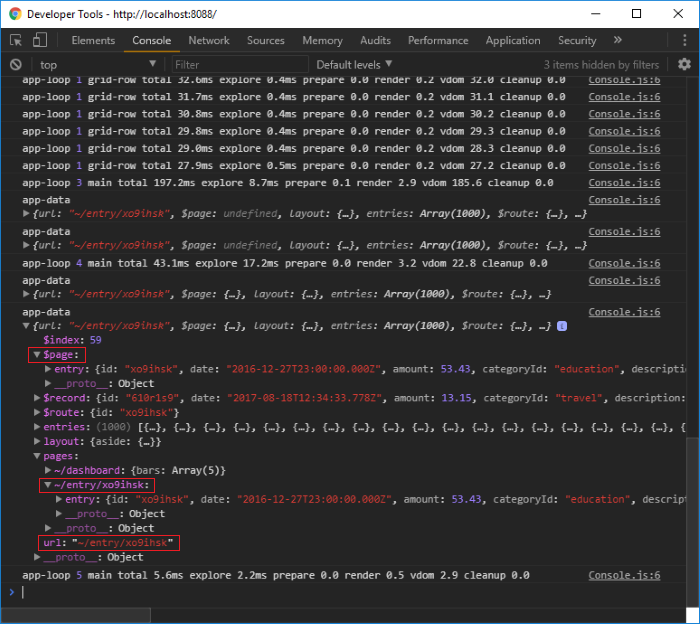 Developer Tools - http://localhost:8088/
Elements Console Network Sources Memory Audits Performance Application Security »
top ▼ Filter Default levels ▼ 3 items hidden by filters
app-loop 1 grid-row total 32.6ms explore 0.4ms prepare 0.0 render 0.2 vdom 32.0 cleanup 0.0 Console.js:6
app-loop 1 grid-row total 31.7ms explore 0.4ms prepare 0.0 render 0.2 vdom 31.1 cleanup 0.0 Console.js:6
app-loop 1 grid-row total 30.8ms explore 0.4ms prepare 0.0 render 0.2 vdom 30.2 cleanup 0.0 Console.js:6
app-loop 1 grid-row total 29.8ms explore 0.4ms prepare 0.0 render 0.2 vdom 29.3 cleanup 0.0 Console.js:6
app-loop 1 grid-row total 29.0ms explore 0.4ms prepare 0.0 render 0.2 vdom 28.3 cleanup 0.0 Console.js:6
app-loop 1 grid-row total 27.9ms explore 0.5ms prepare 0.0 render 0.2 vdom 27.2 cleanup 0.0 Console.js:6
app-loop 3 main total 197.2ms explore 8.7ms prepare 0.1 render 2.9 vdom 185.6 cleanup 0.0 Console.js:6
app-data Console.js:6
▶{url: "~/entry/xo9ihsk", $page: undefined, layout: {…}, entries: Array(1000), $route: {…}, …}
app-data Console.js:6
▶{url: "~/entry/xo9ihsk", $page: undefined, layout: {…}, entries: Array(1000), $route: {…}, …}
app-loop 4 main total 43.1ms explore 17.2ms prepare 0.0 render 3.2 vdom 22.8 cleanup 0.0 Console.js:6
app-data Console.js:6
▶{url: "~/entry/xo9ihsk", $page: {…}, layout: {…}, entries: Array(1000), $route: {…}, …}
app-data Console.js:6
▼{url: "~/entry/xo9ihsk", $page: {…}, layout: {…}, entries: Array(1000), $route: {…}, …} i
$index: 59
▼$page:
▶entry: {id: "xo9ihsk", date: "2016-12-27T23:00:00.000Z", amount: 53.43, categoryId: "education", descriptio
▶__proto__: Object
▶$record: {id: "610r1s9", date: "2017-08-18T12:34:33.778Z", amount: 13.15, categoryId: "travel", description:
▶$route: {id: "xo9ihsk"}
▶entries: (1000) [{…}, {…}, {…}, {…}, {…}, {…}, {…}, {…}, {…}, {…}, {…}, {…}, {…}, {…}, {…}, {…}, {…}, {
▶layout: {aside: {…}}
▼pages:
▶~/dashboard: {bars: Array(5)}
▼~/entry/xo9ihsk:
▶entry: {id: "xo9ihsk", date: "2016-12-27T23:00:00.000Z", amount: 53.43, categoryId: "education", descript
▶__proto__: Object
▶__proto__: Object
url: "~/entry/xo9ihsk"
▶__proto__: Object
app-loop 5 main total 5.6ms explore 2.2ms prepare 0.0 render 0.5 vdom 2.9 cleanup 0.0 Console.js:6
>